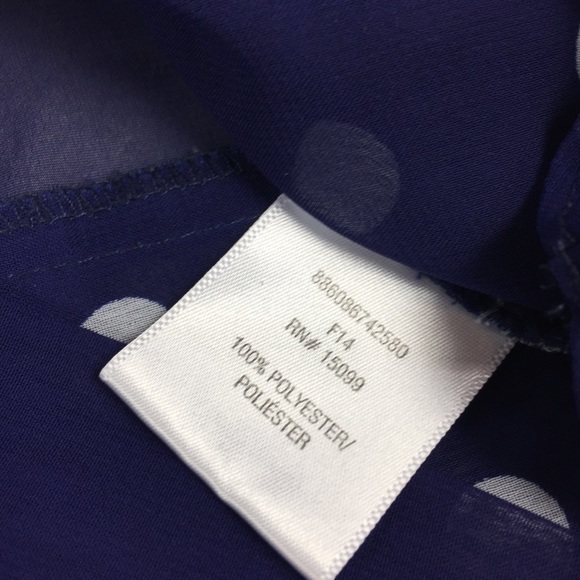 886086742580
F14
RN# 15099
100% POLYESTER/
POLIÉSTER